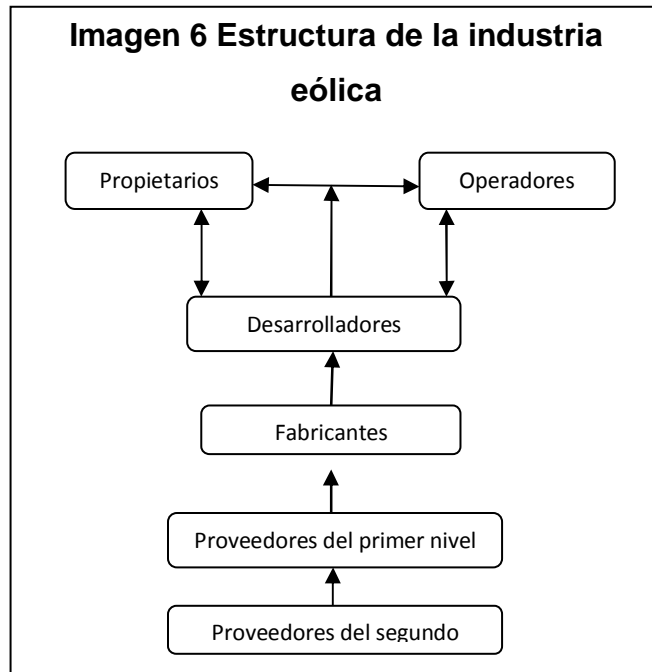 Imagen 6 Estructura de la industria
eólica
Propietarios
Operadores
Desarrolladores
Fabricantes
Proveedores del primer nivel
Proveedores del segundo